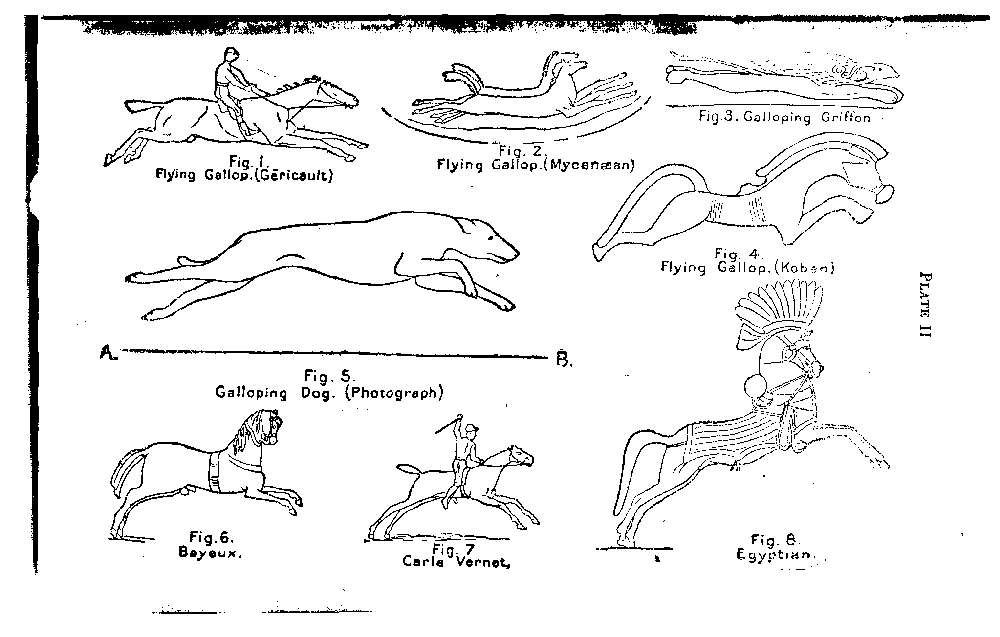 Fig. 1.
Flying Gallop.(Géricault)
Fig. 2.
Flying Gallop.(Mycenæan)
Fig.3. Galloping Griffon
Fig. 4.
Flying Gallop.(Koban)
PLATE II
A. B.
Fig. 5.
Galloping Dog. (Photograph)
Fig.6.
Bayeux.
Fig. 7
Carle Vernet,
Fig. 8.
Egyptian.